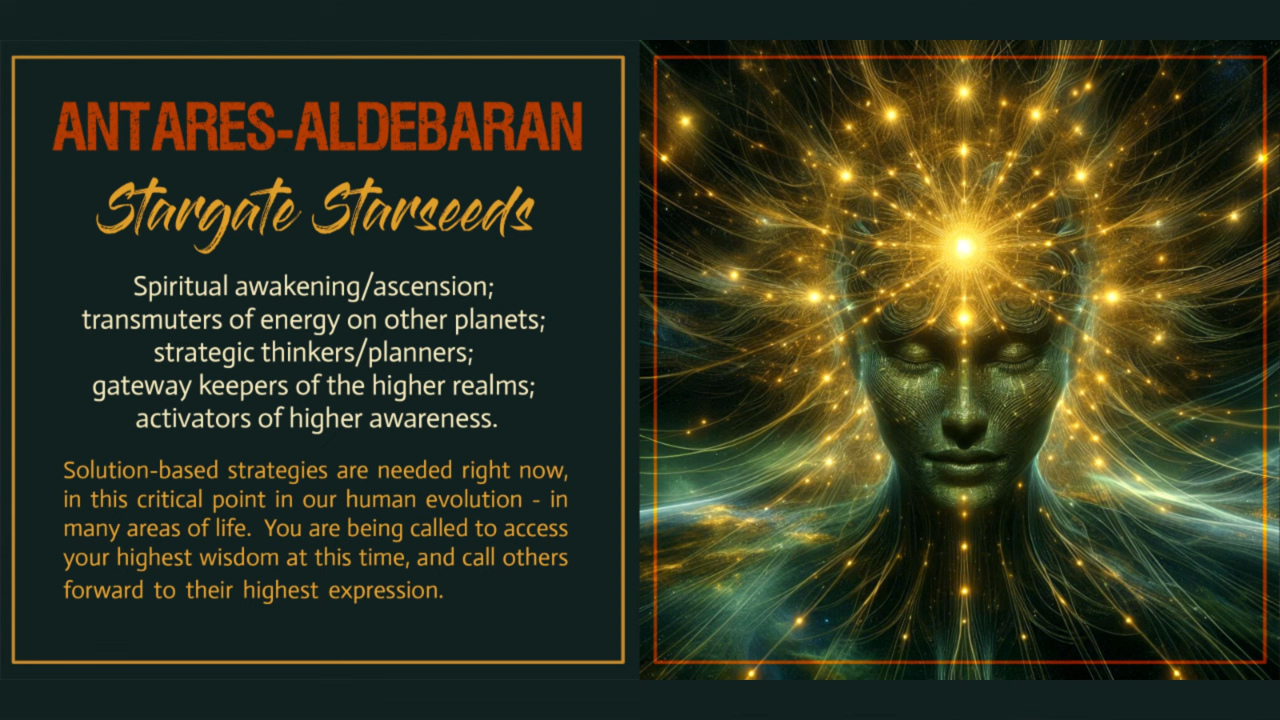 ANTARES-ALDEBARAN
Stargate Starseeds
Spiritual awakening/ascension;
transmuters of energy on other planets;
strategic thinkers/planners;
gateway keepers of the higher realms;
activators of higher awareness.
Solution-based strategies are needed right now,
in this critical point in our human evolution - in
many areas of life. You are being called to access
your highest wisdom at this time, and call others
forward to their highest expression.